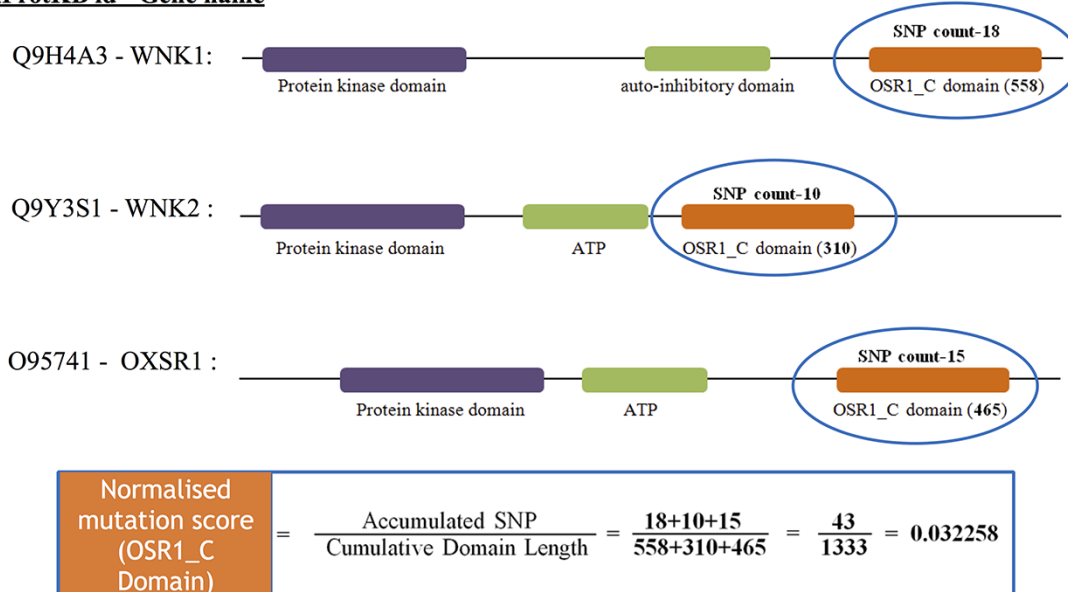 Q9H4A3 - WNK1:
SNP count-18
Protein kinase domain
auto-inhibitory domain
OSR1_C domain (558)
Q9Y3S1 - WNK2 :
SNP count-10
Protein kinase domain
ATP
OSR1_C domain (310)
O95741 - OXSR1 :
SNP count-15
Protein kinase domain
ATP
OSR1_C domain (465)
Normalised
mutation score
(OSR1_C
Domain)
= Accumulated SNP / Cumulative Domain Length = 18+10+15 / 558+310+465 = 43 / 1333 = 0.032258